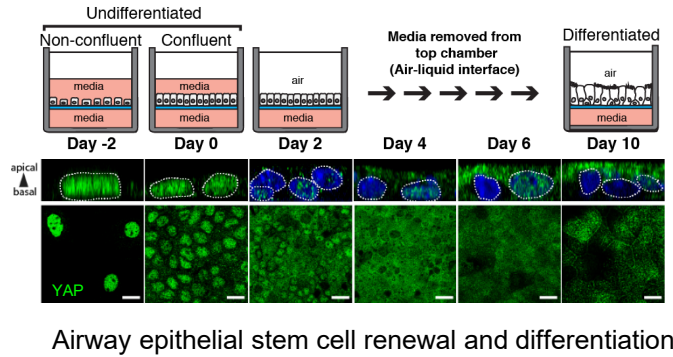 Undifferentiated
Non-confluent Confluent
Media removed from
top chamber
(Air-liquid interface)
Differentiated
media media air air
media media media
Day -2 Day 0 Day 2 Day 4 Day 6 Day 10
apical
basal
YAP
Airway epithelial stem cell renewal and differentiation